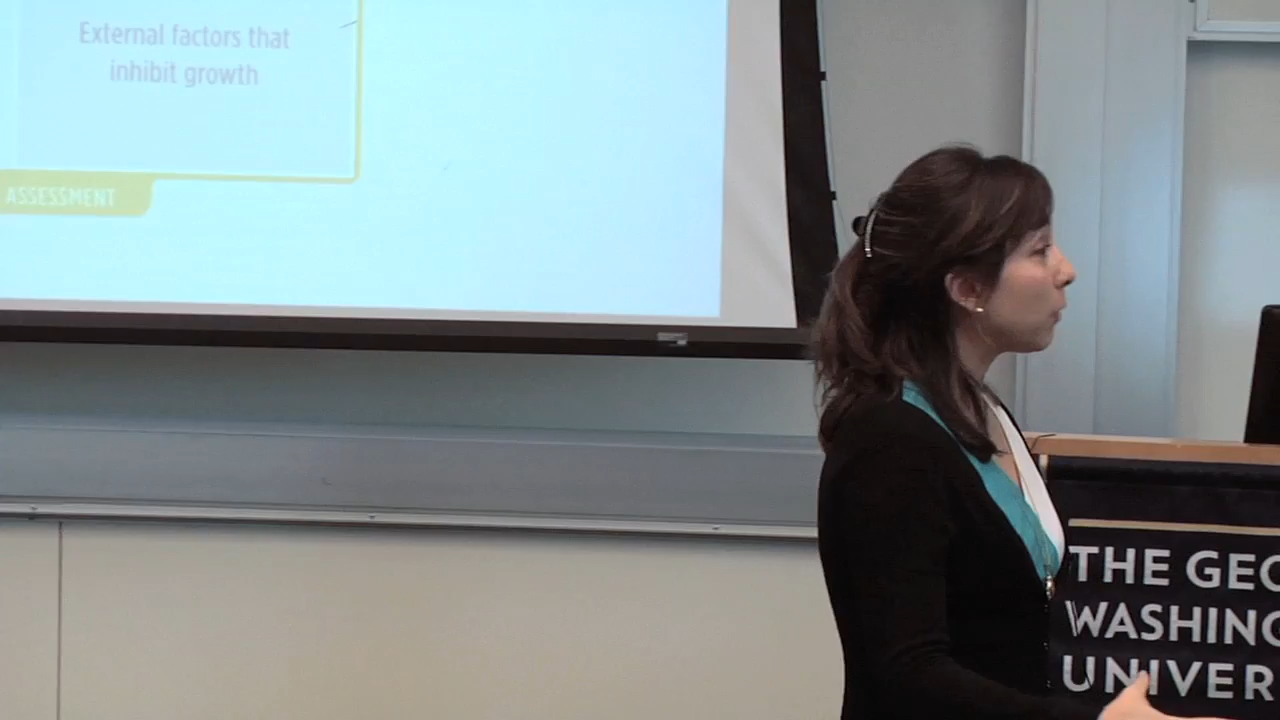 External factors that
inhibit growth
ASSESSMENT
THE GEO
WASHING
UNIVER